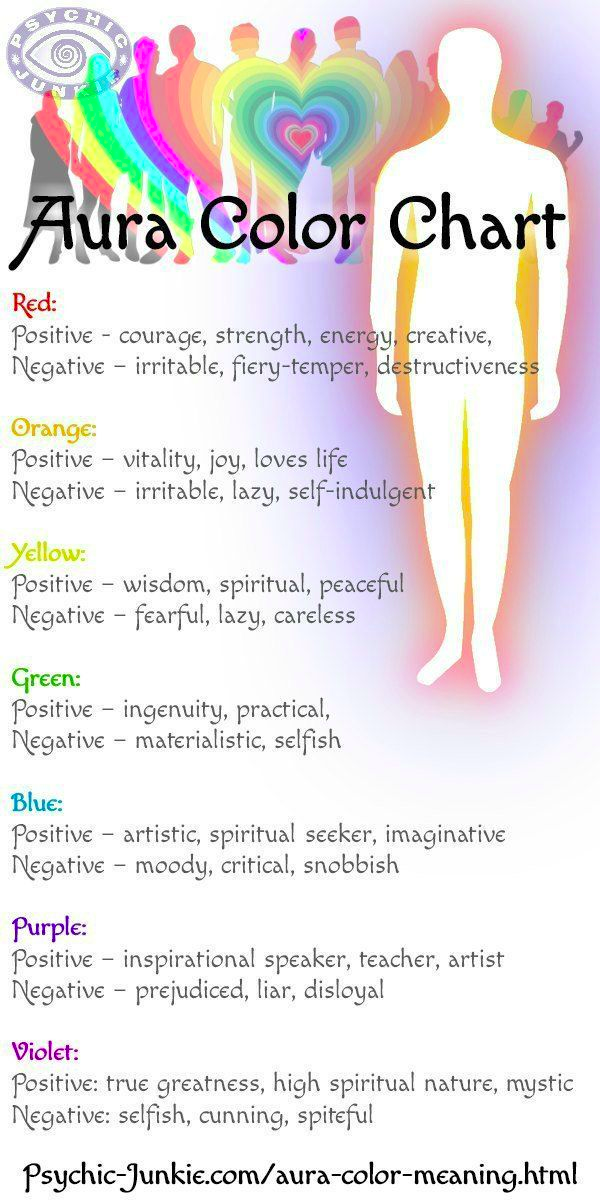 PSYCHIC
JUNKIE
Aura Color Chart
Red:
Positive - courage, strength, energy, creative,
Negative – irritable, fiery-temper, destructiveness
Orange:
Positive – vitality, joy, loves life
Negative – irritable, lazy, self-indulgent
Yellow:
Positive – wisdom, spiritual, peaceful
Negative – fearful, lazy, careless
Green:
Positive – ingenuity, practical,
Negative – materialistic, selfish
Blue:
Positive – artistic, spiritual seeker, imaginative
Negative – moody, critical, snobbish
Purple:
Positive – inspirational speaker, teacher, artist
Negative – prejudiced, liar, disloyal
Violet:
Positive: true greatness, high spiritual nature, mystic
Negative: selfish, cunning, spiteful
Psychic-Junkie.com/aura-color-meaning.html